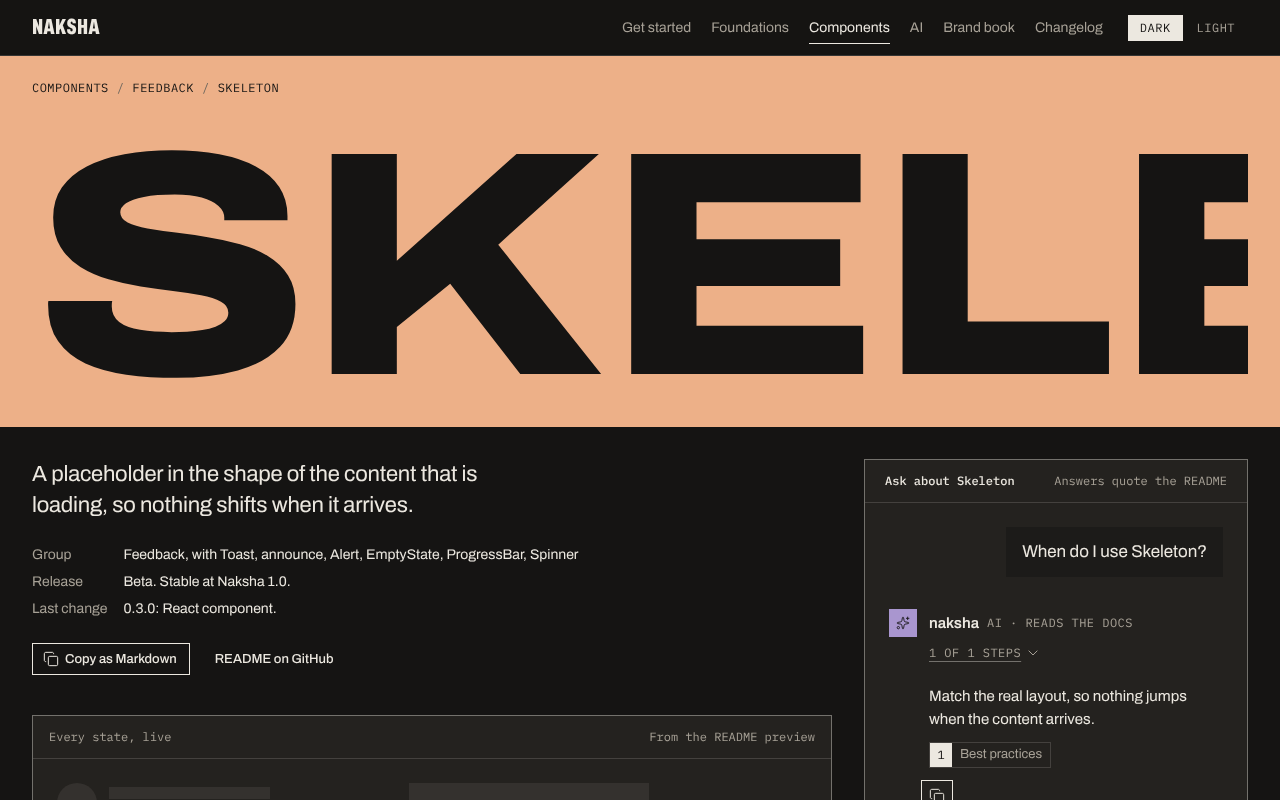 NAKSHA
Get started
Foundations
Components
AI
Brand book
Changelog
DARK
LIGHT
COMPONENTS / FEEDBACK / SKELETON
SKELE
A placeholder in the shape of the content that is
loading, so nothing shifts when it arrives.
Group Feedback, with Toast, announce, Alert, EmptyState, ProgressBar, Spinner
Release Beta. Stable at Naksha 1.0.
Last change 0.3.0: React component.
Copy as Markdown
README on GitHub
Every state, live
From the README preview
Ask about Skeleton
Answers quote the README
When do I use Skeleton?
naksha AI · READS THE DOCS
1 OF 1 STEPS
Match the real layout, so nothing jumps
when the content arrives.
1 Best practices